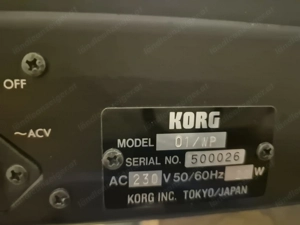 OFF
~ACV
KORG
MODEL 01/WP
SERIAL NO. 500026
AC 230 V 50/60Hz W
KORG INC. TOKYO/JAPAN